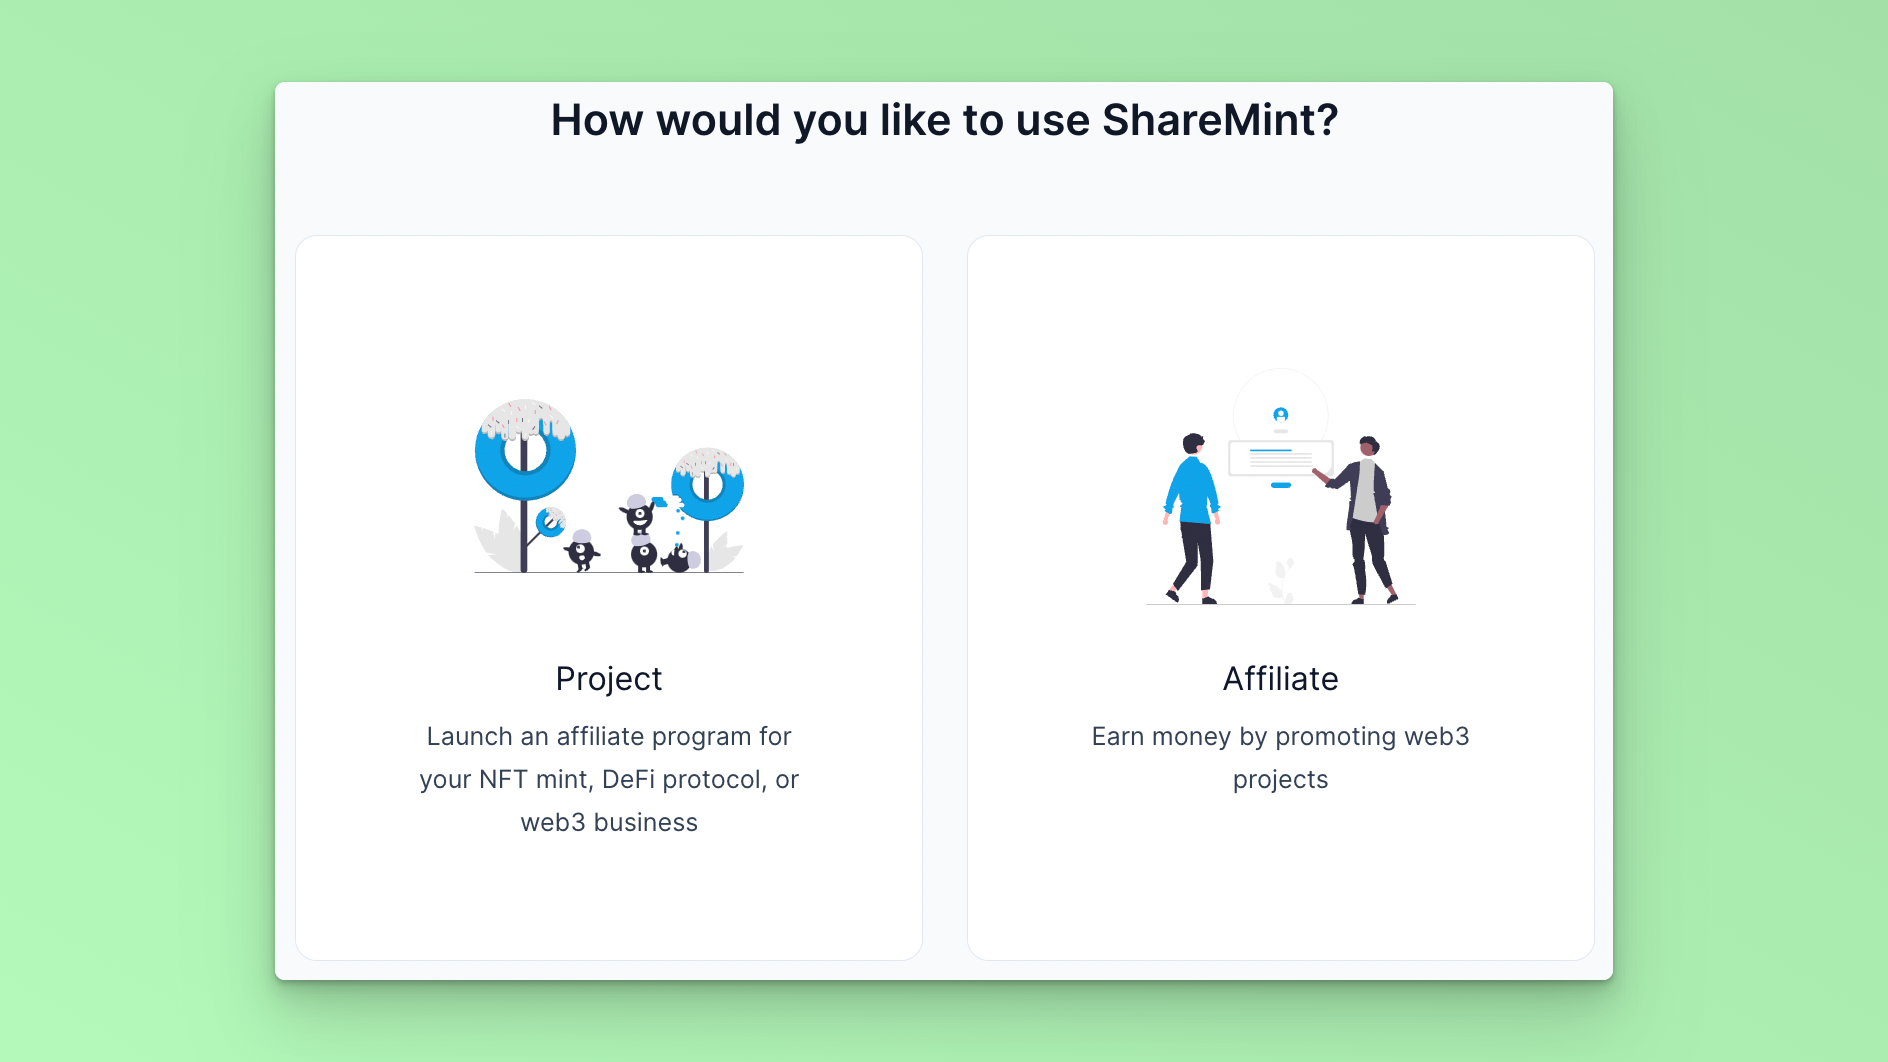 How would you like to use ShareMint?
Project
Launch an affiliate program for
your NFT mint, DeFi protocol, or
web3 business
Affiliate
Earn money by promoting web3
projects